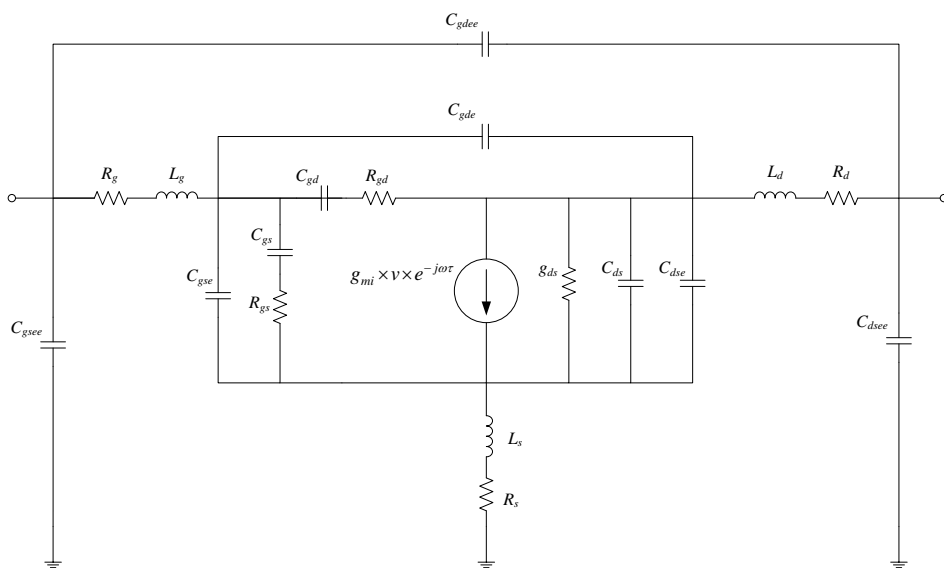 C_gdee
C_gde
R_g
L_g
C_gd
R_gd
L_d
R_d
C_gs
C_gse
R_gs
g_mi×v×e^{-jωτ}
g_ds
C_ds
C_dse
C_gsee
C_dsee
L_s
R_s